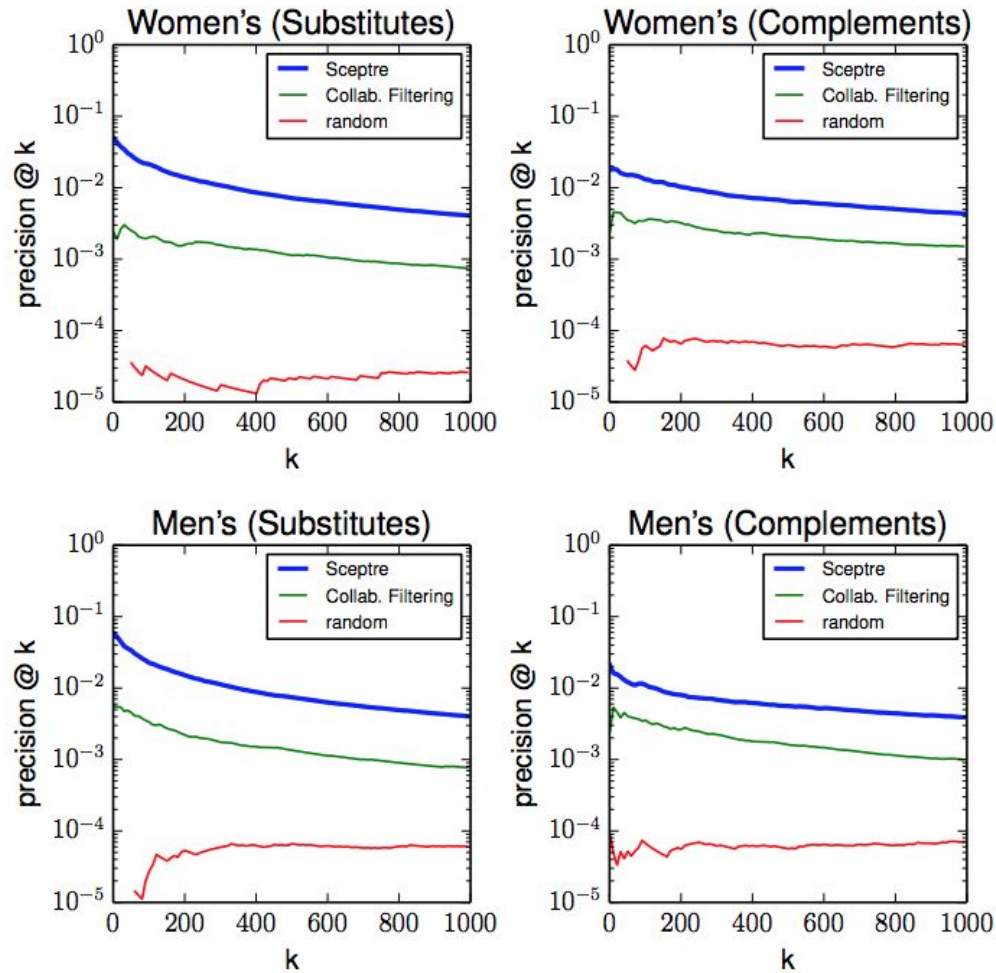 Women's (Substitutes)
10^0
10^-1
10^-2
10^-3
10^-4
10^-5
precision @ k
Sceptre
Collab. Filtering
random
0 200 400 600 800 1000
k
Women's (Complements)
10^0
10^-1
10^-2
10^-3
10^-4
10^-5
precision @ k
Sceptre
Collab. Filtering
random
0 200 400 600 800 1000
k
Men's (Substitutes)
10^0
10^-1
10^-2
10^-3
10^-4
10^-5
precision @ k
Sceptre
Collab. Filtering
random
0 200 400 600 800 1000
k
Men's (Complements)
10^0
10^-1
10^-2
10^-3
10^-4
10^-5
precision @ k
Sceptre
Collab. Filtering
random
0 200 400 600 800 1000
k